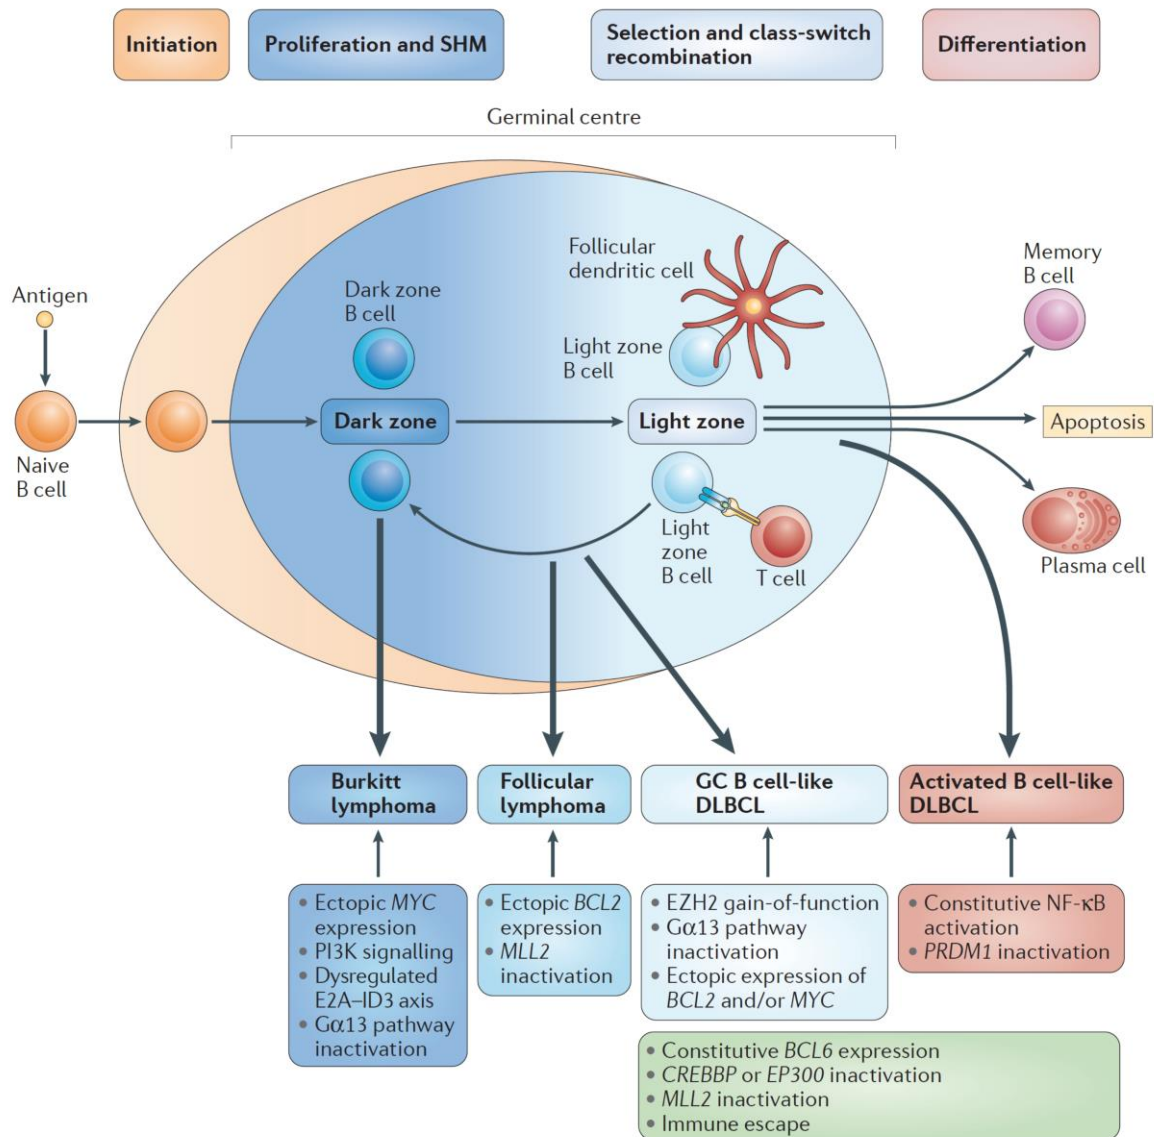 Initiation
Proliferation and SHM
Selection and class-switch
recombination
Differentiation
Germinal centre
Antigen
Naive
B cell
Dark zone
B cell
Dark zone
Follicular
dendritic cell
Light zone
B cell
Light zone
Light
zone
B cell
T cell
Memory
B cell
Apoptosis
Plasma cell
Burkitt
lymphoma
Follicular
lymphoma
GC B cell-like
DLBCL
Activated B cell-like
DLBCL
• Ectopic MYC
expression
• PI3K signalling
• Dysregulated
E2A–ID3 axis
• Gα13 pathway
inactivation
• Ectopic BCL2
expression
• MLL2
inactivation
• EZH2 gain-of-function
• Gα13 pathway
inactivation
• Ectopic expression of
BCL2 and/or MYC
• Constitutive NF-κB
activation
• PRDM1 inactivation
• Constitutive BCL6 expression
• CREBBP or EP300 inactivation
• MLL2 inactivation
• Immune escape